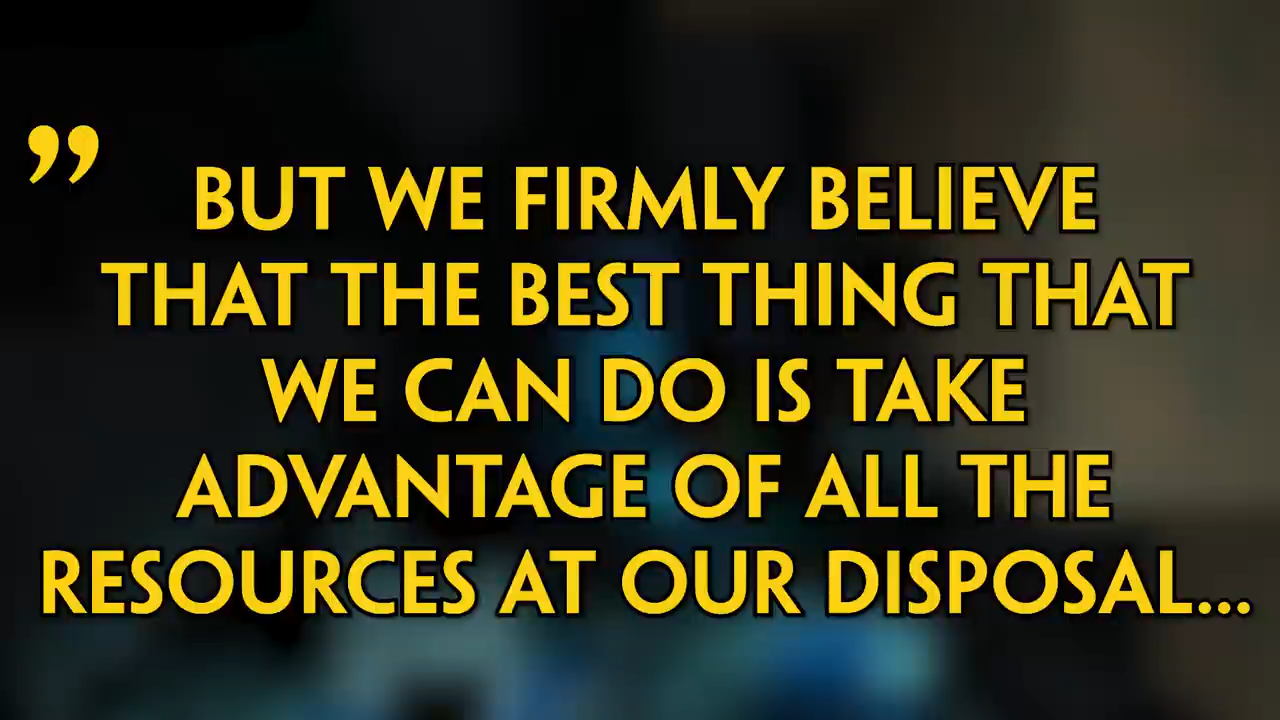 ”
BUT WE FIRMLY BELIEVE
THAT THE BEST THING THAT
WE CAN DO IS TAKE
ADVANTAGE OF ALL THE
RESOURCES AT OUR DISPOSAL...